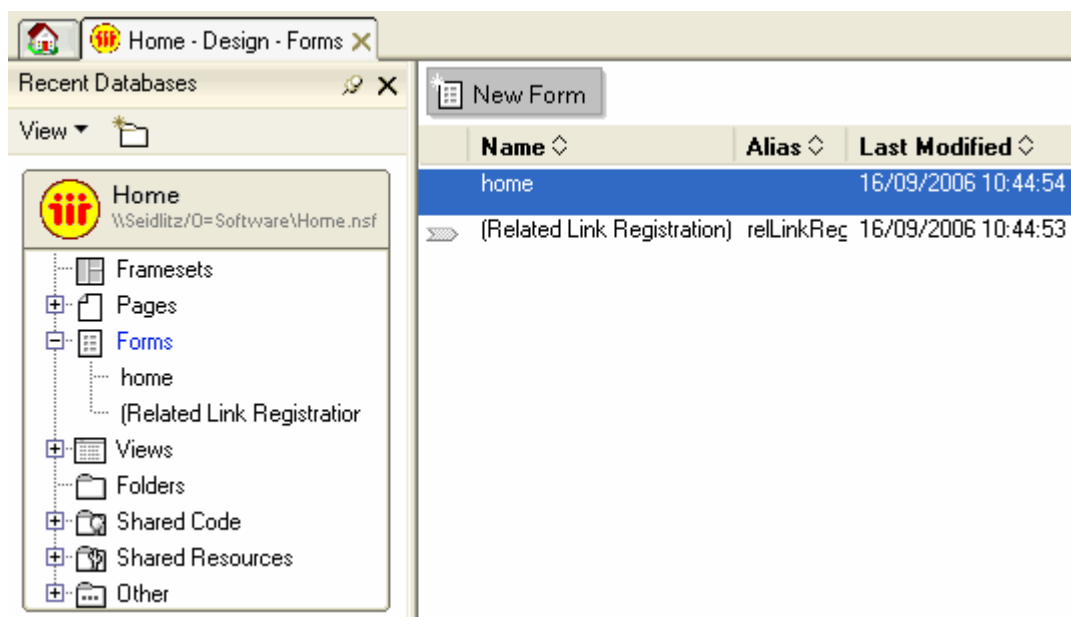 Home - Design - Forms
Recent Databases
View
Home
\\Seidlitz/O=Software\Home.nsf
Framesets
Pages
Forms
home
(Related Link Registratior
Views
Folders
Shared Code
Shared Resources
Other
New Form
Name Alias Last Modified
home 16/09/2006 10:44:54
(Related Link Registration) relLinkReg 16/09/2006 10:44:53